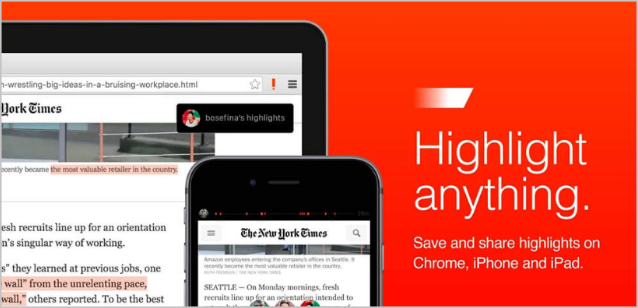 n-wrestling-big-ideas-in-a-bruising-workplace.html
York Times
bosefina's highlights
ecently became the most valuable retailer in the country.
esh recruits line up for an orientation
n's singular way of working.
s" they learned at previous jobs, one
wall" from the unrelenting pace,
wall," others reported. To be the best
The New York Times
Amazon employees entering the company's offices in Seattle. It
recently became the most valuable retailer in the country.
SEATTLE — On Monday mornings, fresh
recruits line up for an orientation intended to
Highlight
anything.
Save and share highlights on
Chrome, iPhone and iPad.